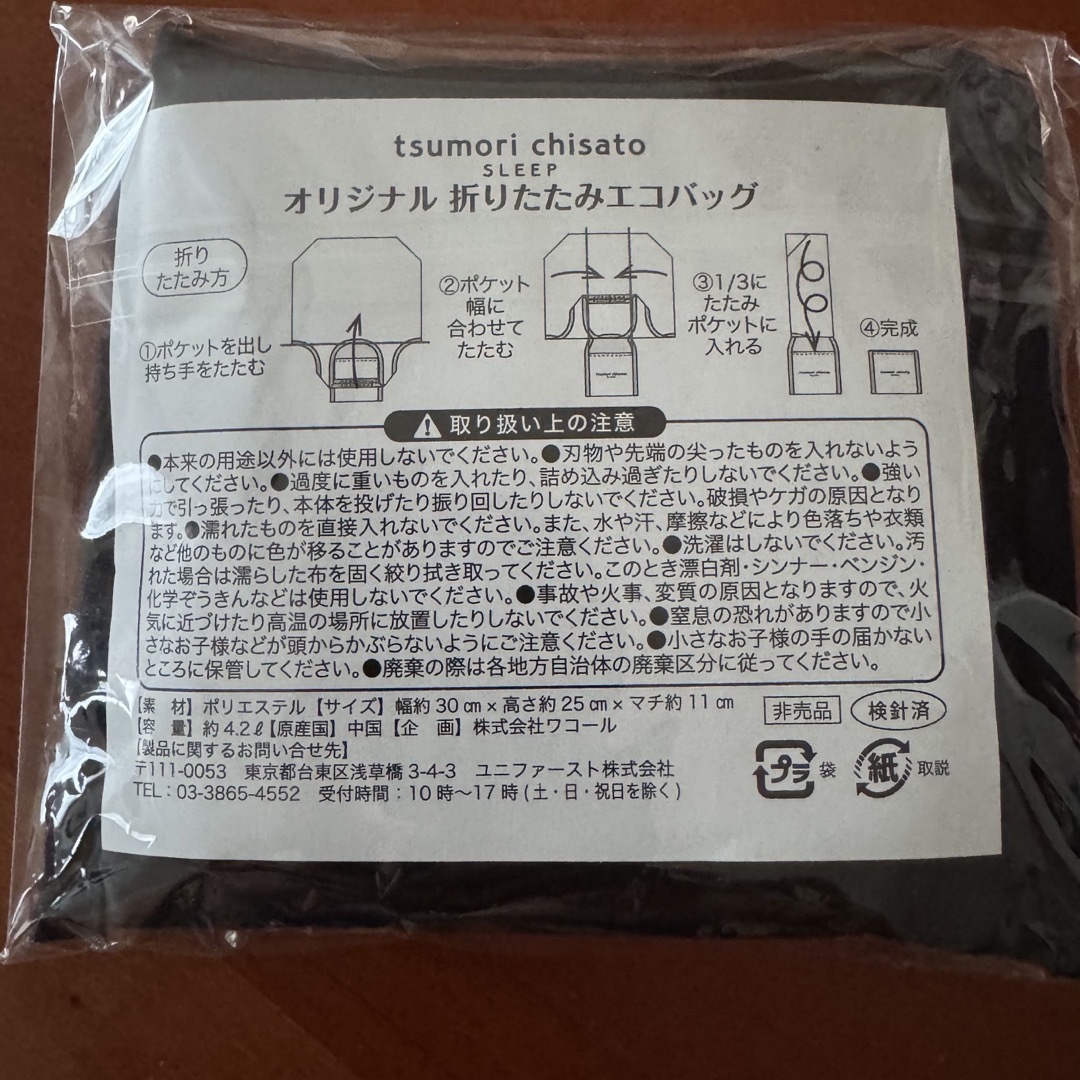 tsumori chisato
SLEEP
オリジナル 折りたたみエコバッグ
折り
たたみ方
①ポケットを出し
持ち手をたたむ
②ポケット
幅に
合わせて
たたむ
③1/3に
たたみ
ポケットに
入れる
④完成
取り扱い上の注意
●本来の用途以外には使用しないでください。●刃物や先端の尖ったものを入れないよう
にしてください。●過度に重いものを入れたり、詰め込み過ぎたりしないでください。●強い
力で引っ張ったり、本体を投げたり振り回したりしないでください。破損やケガの原因となり
ます。●濡れたものを直接入れないでください。また、水や汗、摩擦などにより色落ちや衣類
など他のものに色が移ることがありますのでご注意ください。●洗濯はしないでください。汚
れた場合は濡らした布を固く絞り拭き取ってください。このとき漂白剤・シンナー・ベンジン・
化学ぞうきんなどは使用しないでください。●事故や火事、変質の原因となりますので、火
気に近づけたり高温の場所に放置したりしないでください。●窒息の恐れがありますので小
さなお子様などが頭からかぶらないようにご注意ください。●小さなお子様の手の届かない
ところに保管してください。●廃棄の際は各地方自治体の廃棄区分に従ってください。
【素 材】ポリエステル【サイズ】幅約30㎝×高さ約25㎝×マチ約11㎝
【容 量】約4.2ℓ【原産国】中国【企 画】株式会社ワコール
【製品に関するお問い合せ先】
〒111-0053 東京都台東区浅草橋3-4-3 ユニファースト株式会社
TEL:03-3865-4552 受付時間:10時~17時(土・日・祝日を除く)
非売品
検針済
プラ 袋
紙 取説